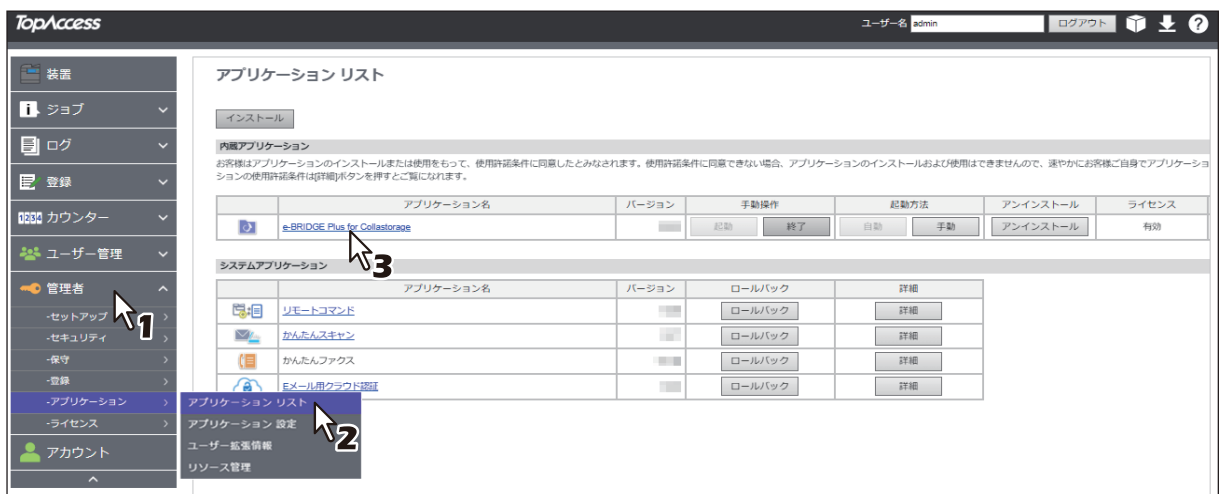 TopAccess
ユーザー名 admin ログアウト
装置
ジョブ
ログ
登録
1234 カウンター
ユーザー管理
管理者
1
-セットアップ
-セキュリティ
-保守
-登録
-アプリケーション
-ライセンス
アカウント
アプリケーション リスト
2
アプリケーション 設定
ユーザー拡張情報
リソース管理
アプリケーション リスト
インストール
内蔵アプリケーション
お客様はアプリケーションのインストールまたは使用をもって、使用許諾条件に同意したとみなされます。使用許諾条件に同意できない場合、アプリケーションのインストールおよび使用はできませんので、速やかにお客様ご自身でアプリケーショ
ションの使用許諾条件は[詳細]ボタンを押すとご覧になれます。
アプリケーション名 バージョン 手動操作 起動方法 アンインストール ライセンス
e-BRIDGE Plus for Collastorage 起動 終了 自動 手動 アンインストール 有効
3
システムアプリケーション
アプリケーション名 バージョン ロールバック 詳細
リモートコマンド ロールバック 詳細
かんたんスキャン ロールバック 詳細
かんたんファクス ロールバック 詳細
Eメール用クラウド認証 ロールバック 詳細